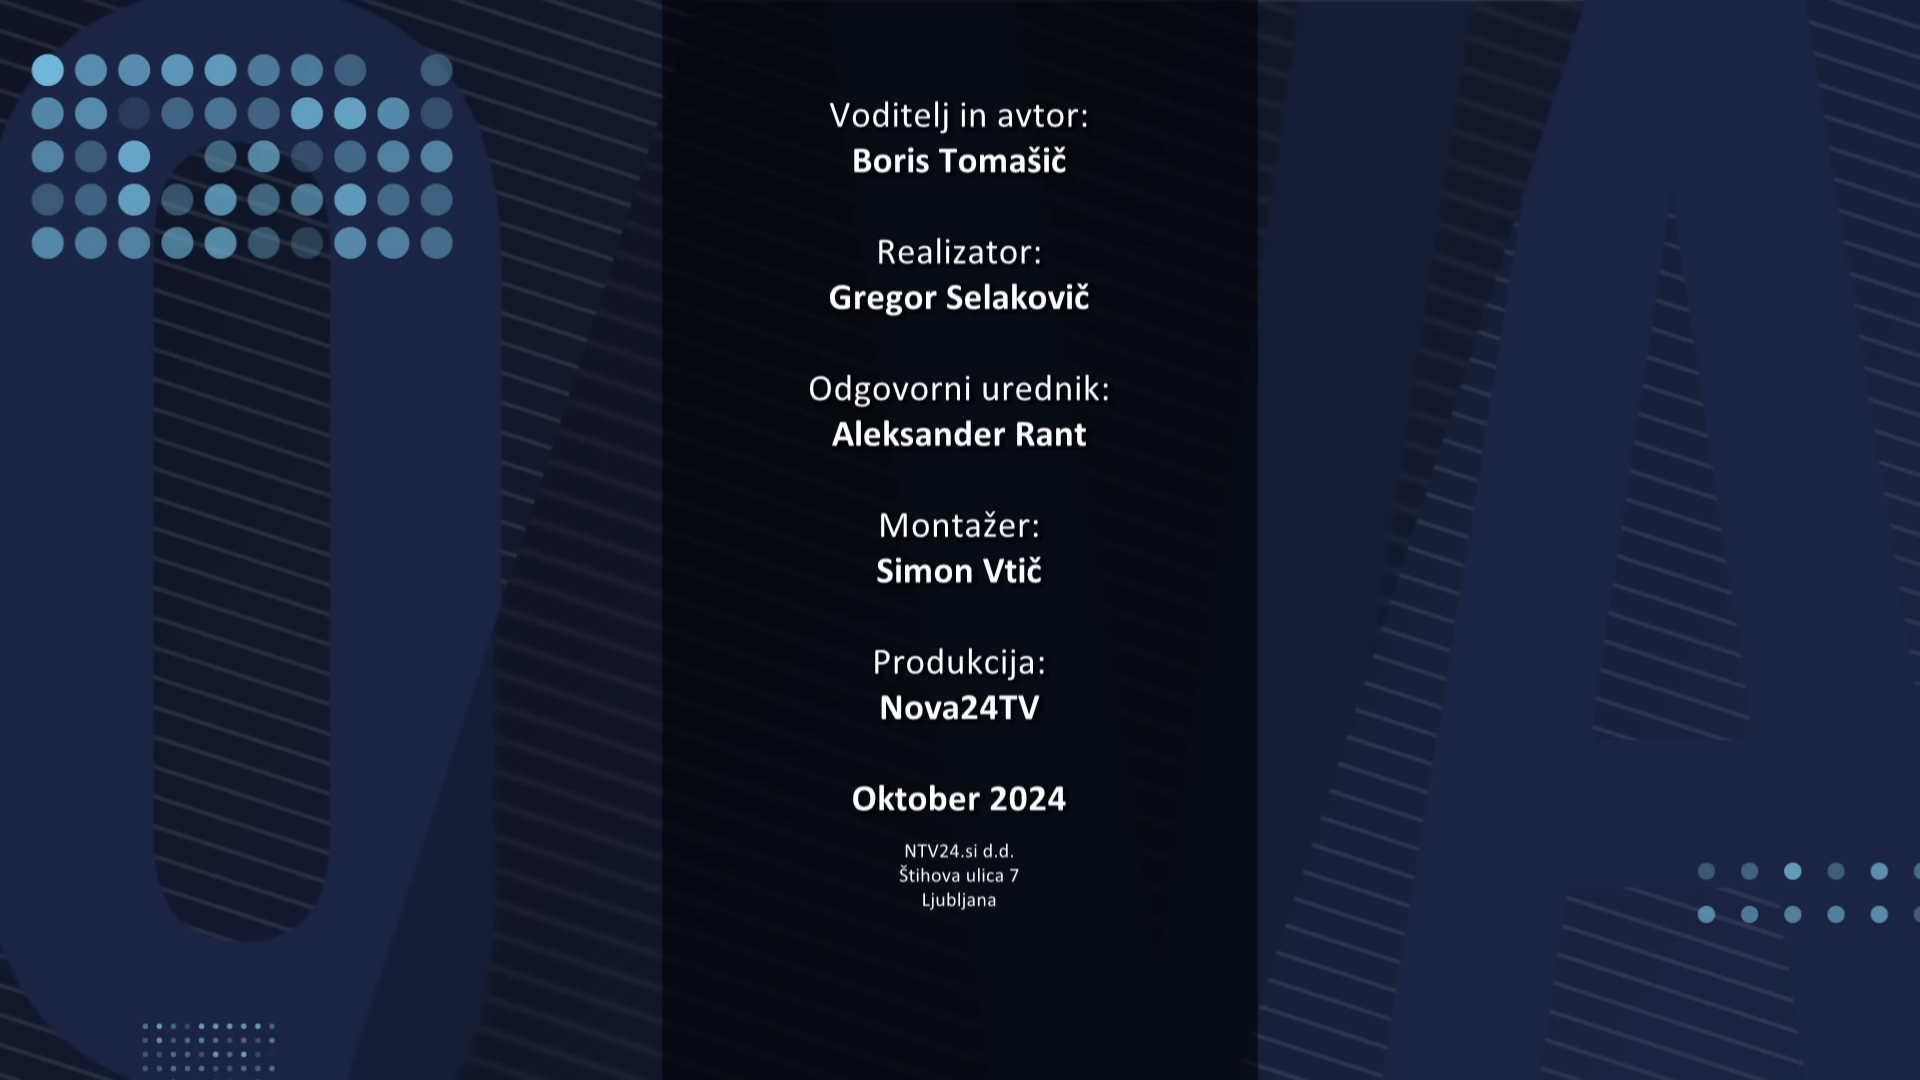 Voditelj in avtor:
Boris Tomašič
Realizator:
Gregor Selakovič
Odgovorni urednik:
Aleksander Rant
Montažer:
Simon Vtič
Produkcija:
Nova24TV
Oktober 2024
NTV24.si d.d.
Štihova ulica 7
Ljubljana